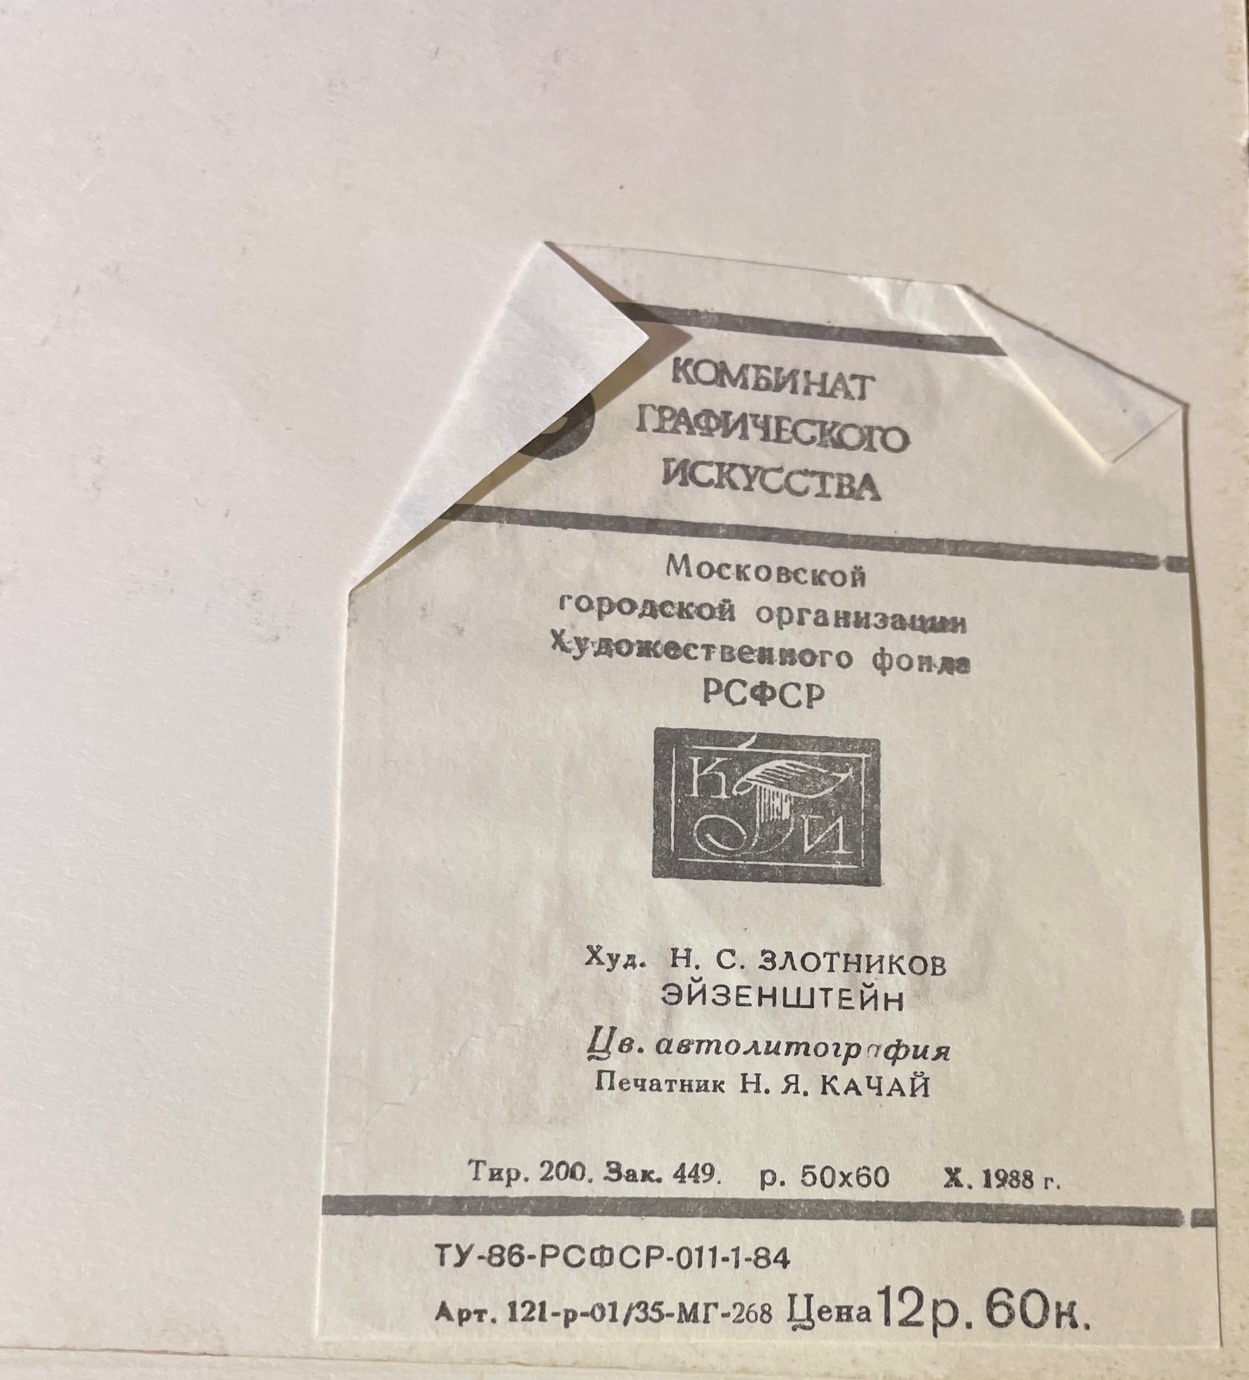 КОМБИНАТ
ГРАФИЧЕСКОГО
ИСКУССТВА
Московской
городской организации
Художественного фонда
РСФСР
КГИ
Худ. Н. С. ЗЛОТНИКОВ
ЭЙЗЕНШТЕЙН
Цв. автолитография
Печатник Н. Я. КАЧАЙ
Тир. 200. Зак. 449. р. 50х60 X. 1988 г.
ТУ-86-РСФСР-011-1-84
Арт. 121-р-01/35-МГ-268 Цена 12р. 60к.